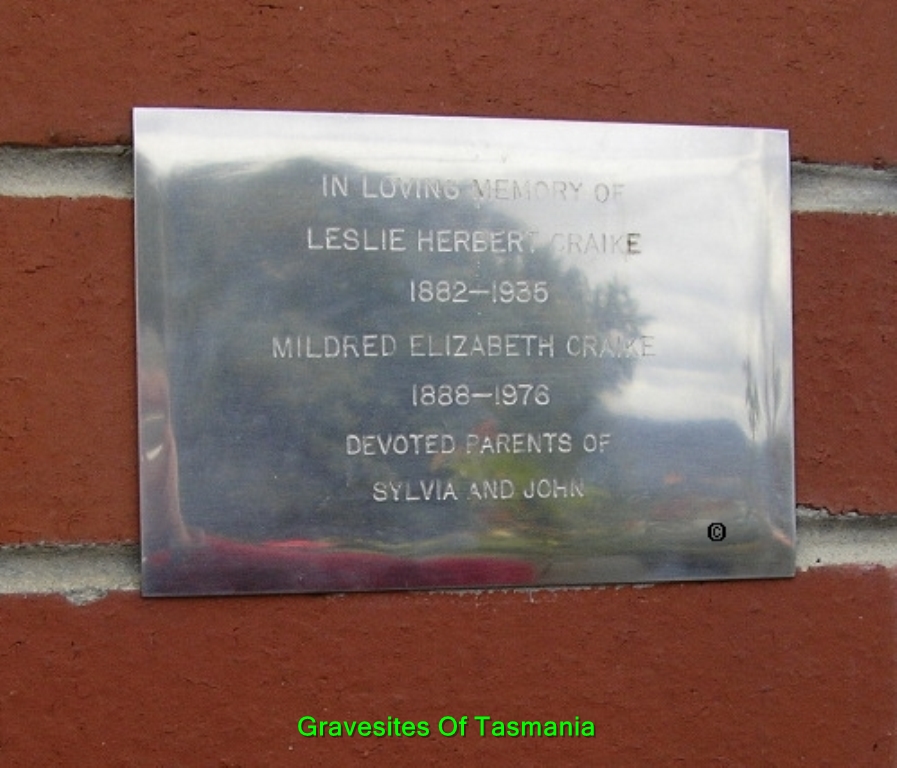 IN LOVING MEMORY OF
LESLIE HERBERT CRAIKE
1882–1935
MILDRED ELIZABETH CRAIKE
1888–1976
DEVOTED PARENTS OF
SYLVIA AND JOHN
©
Gravesites Of Tasmania